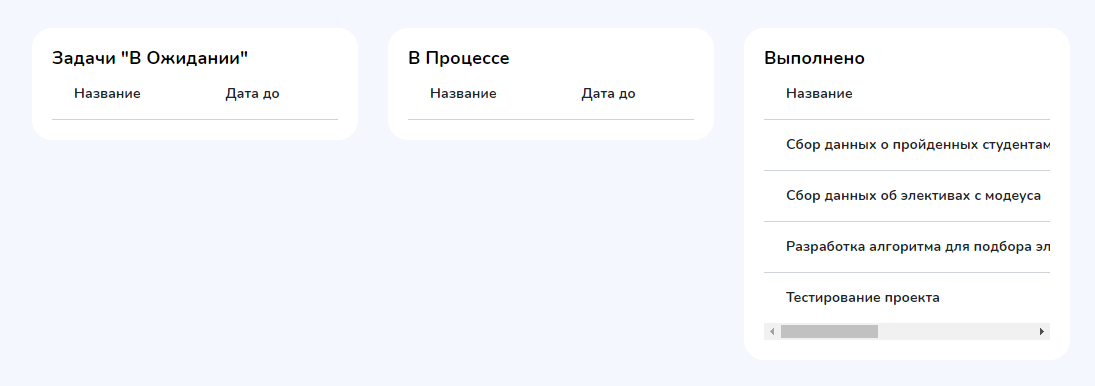 Задачи "В Ожидании"
Название Дата до
В Процессе
Название Дата до
Выполнено
Название
Сбор данных о пройденных студентам
Сбор данных об элективах с модеуса
Разработка алгоритма для подбора эл
Тестирование проекта